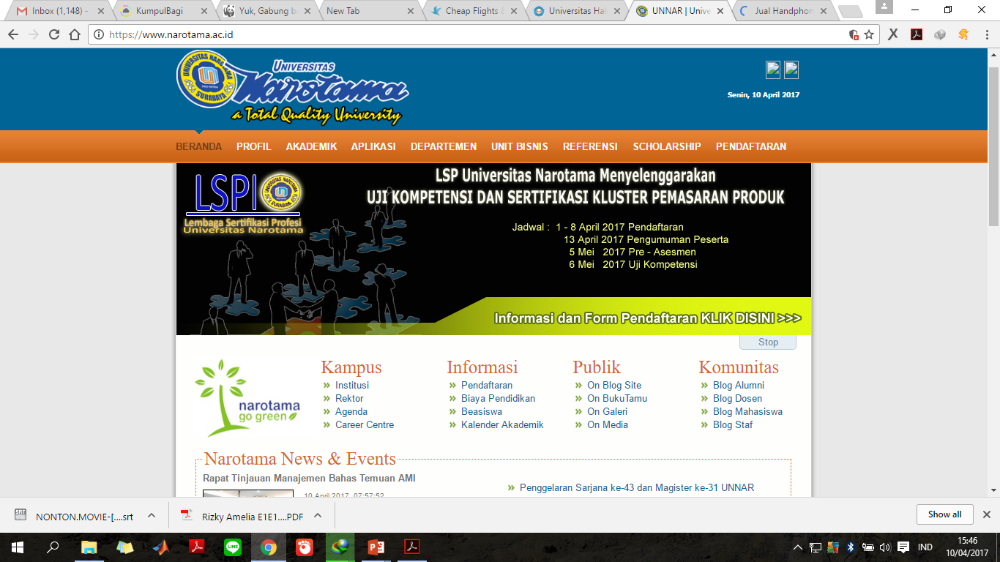 Inbox (1,148) -
KumpulBagi
Yuk, Gabung b
New Tab
Cheap Flights
Universitas Hal
UNNAR | Unive
Jual Handphon
https://www.narotama.ac.id
UNIVERSITAS NAROTAMA
SURABAYA
UNIVERSITAS
Narotama
a Total Quality University
Senin, 10 April 2017
BERANDA PROFIL AKADEMIK APLIKASI DEPARTEMEN UNIT BISNIS REFERENSI SCHOLARSHIP PENDAFTARAN
LSPI
Lembaga Sertifikasi Profesi
Universitas Narotama
LSP Universitas Narotama Menyelenggarakan
UJI KOMPETENSI DAN SERTIFIKASI KLUSTER PEMASARAN PRODUK
Jadwal : 1 - 8 April 2017 Pendaftaran
13 April 2017 Pengumuman Peserta
5 Mei 2017 Pre - Asesmen
6 Mei 2017 Uji Kompetensi
Informasi dan Form Pendaftaran KLIK DISINI >>>
Stop
narotama
go green
Kampus
Institusi
Rektor
Agenda
Career Centre
Informasi
Pendaftaran
Biaya Pendidikan
Beasiswa
Kalender Akademik
Publik
On Blog Site
On BukuTamu
On Galeri
On Media
Komunitas
Blog Alumni
Blog Dosen
Blog Mahasiswa
Blog Staf
Narotama News & Events
Rapat Tinjauan Manajemen Bahas Temuan AMI
10 April 2017, 07:57:52
Penggelaran Sarjana ke-43 dan Magister ke-31 UNNAR
SRT
NONTON.MOVIE-[....srt
Rizky Amelia E1E1....PDF
Show all
LINE
IND
15:46
10/04/2017